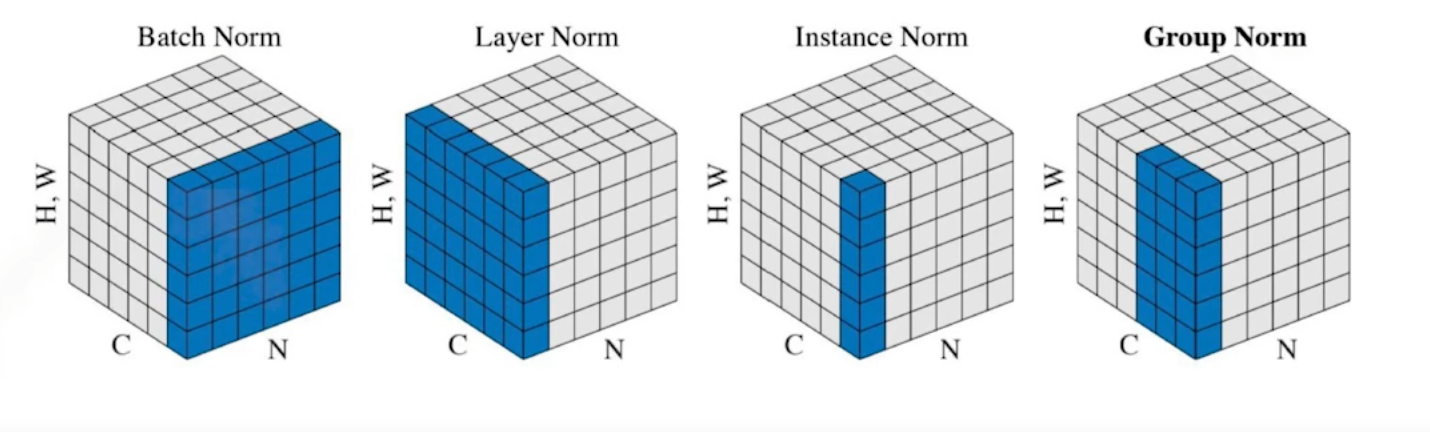 Batch Norm
Layer Norm
Instance Norm
Group Norm
H, W
C
N
H, W
C
N
H, W
C
N
H, W
C
N